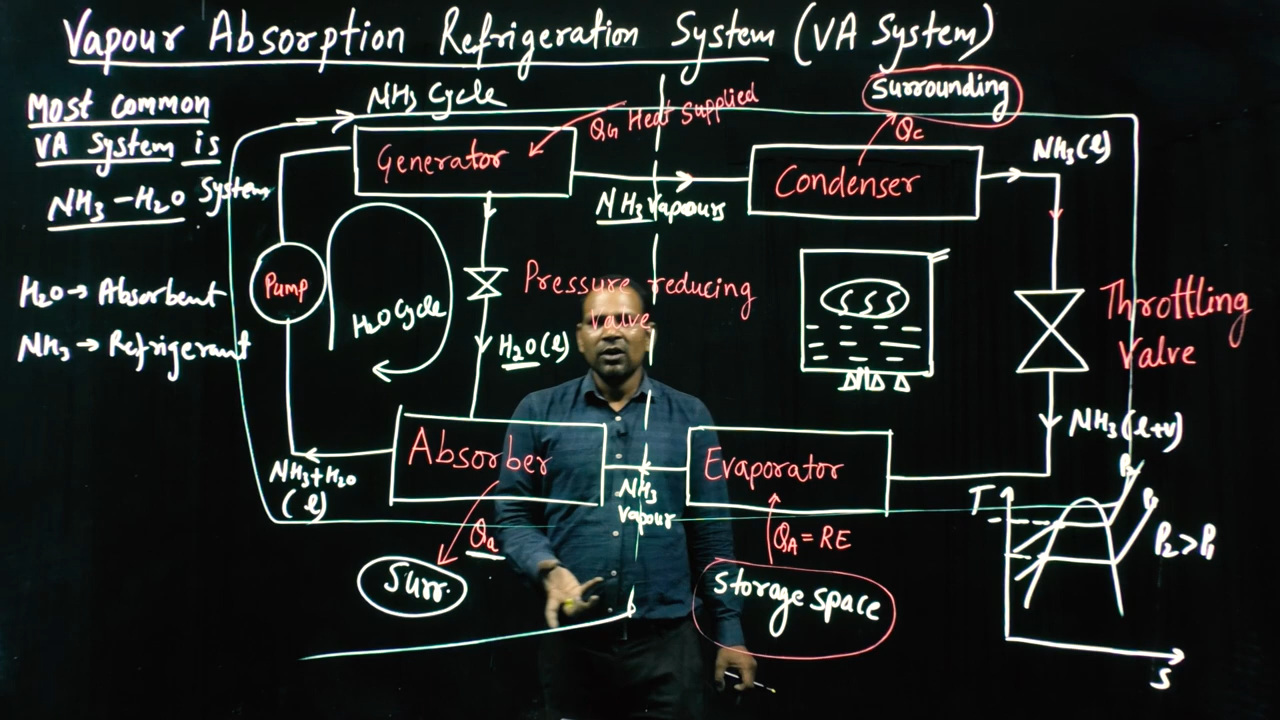 Vapour Absorption Refrigeration System (VA System)
Most common
VA System is
NH3 – H2O System
H2O → Absorbent
NH3 → Refrigerant
NH3 Cycle
Generator
QG Heat Supplied
NH3 Vapours
Surrounding
Qc
Condenser
NH3(l)
Pump
H2O Cycle
Pressure reducing
Valve
H2O(l)
Throttling
Valve
NH3(l+v)
Absorber
NH3+H2O
(l)
NH3
Vapour
Evaporator
Qa
Surr.
QA = RE
Storage space
T
P2
P1
P2 > P1
S